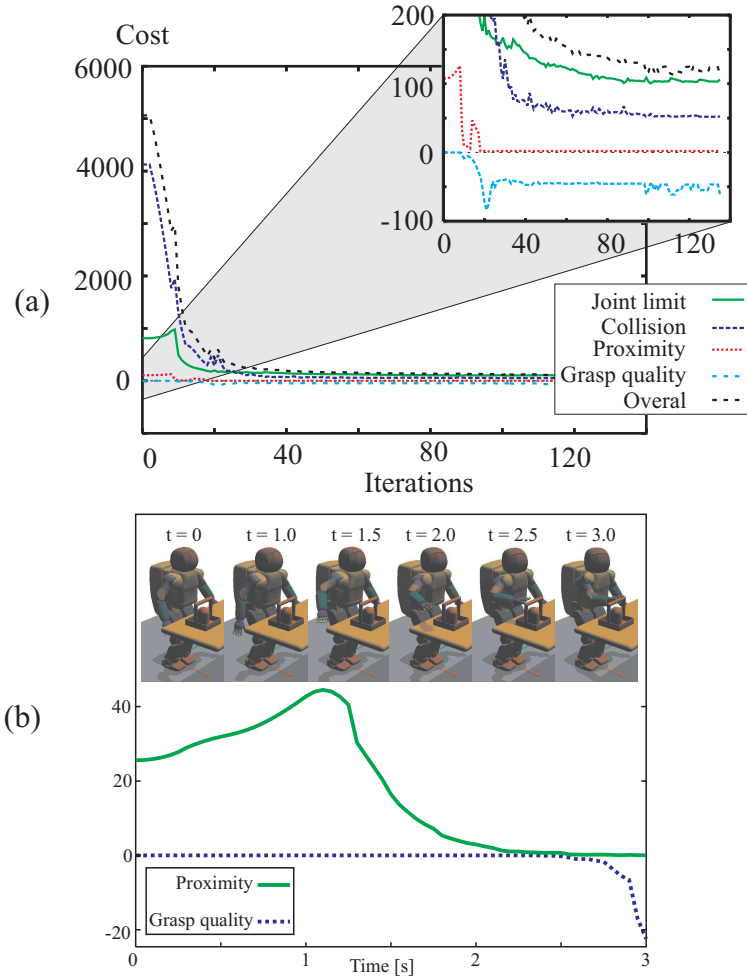 Cost
6000
4000
2000
0
0 40 80 120
Iterations
(a)
200
100
0
-100
0 40 80 120
Joint limit
Collision
Proximity
Grasp quality
Overal
t = 0 t = 1.0 t = 1.5 t = 2.0 t = 2.5 t = 3.0
(b)
40
20
0
-20
Proximity
Grasp quality
0 1 2 3
Time [s]